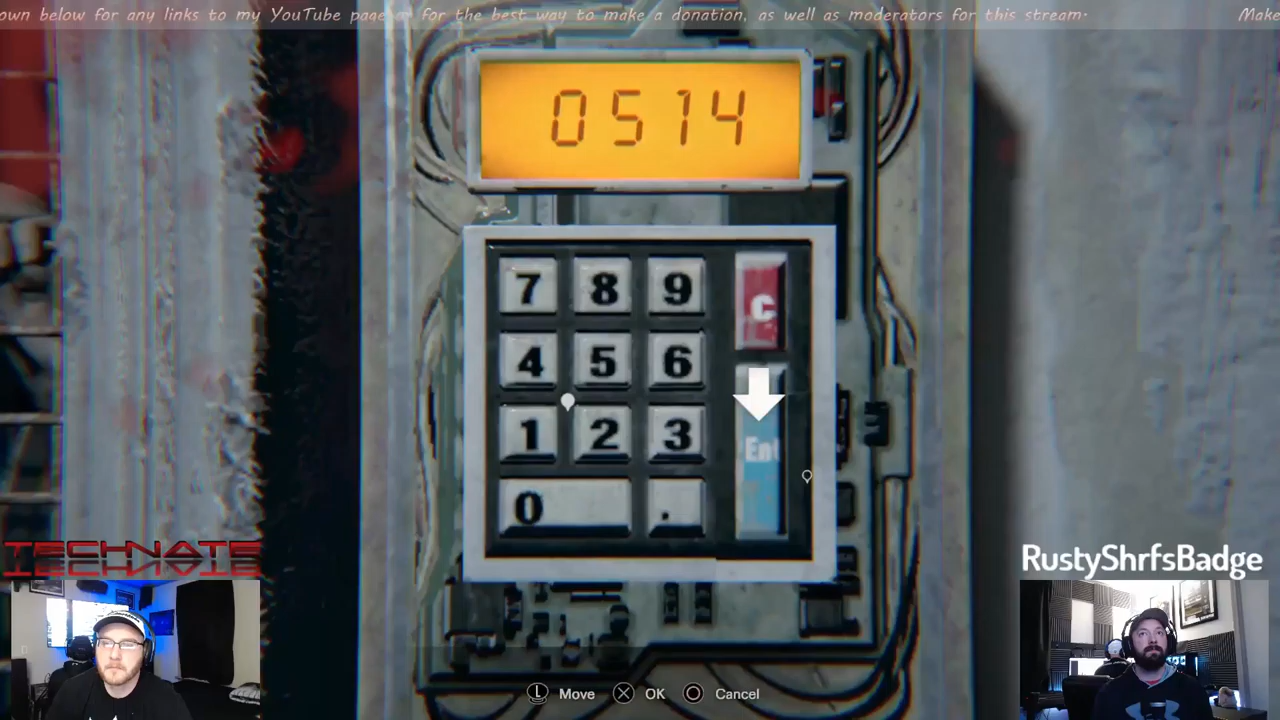 own below for any links to my YouTube page or for the best way to make a donation, as well as moderators for this stream.
Make
0514
7 8 9 C
4 5 6
1 2 3 Ent
0 .
TECHNATE
TECHNATE
RustyShrfsBadge
L Move OK Cancel